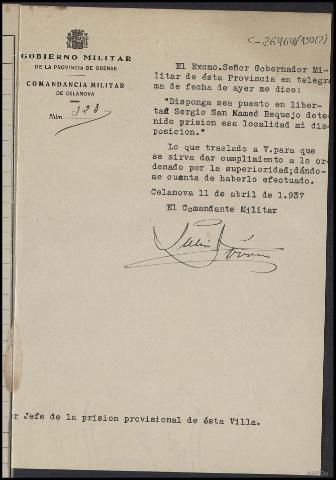 C-26464/130(2)
GOBIERNO MILITAR
DE LA PROVINCIA DE ORENSE
COMANDANCIA MILITAR
DE CELANOVA
Núm. 123
El Excmo. Señor Gobernador Mi-
litar de ésta Provincia en telegra
ma de fecha de ayer me dice:
"Disponga sea puesto en liber-
tad Sergio San Mamed Requejo dete-
nido prision esa localidad mi dis-
posicion."
Lo que traslado a V.para que
se sirva dar cumplimiento a lo or-
denado por la superioridad;dándo-
me cuenta de haberlo efectuado.
Celanova 11 de abril de 1.937
El Comandante Militar
r Jefe de la prision provisional de ésta Villa.